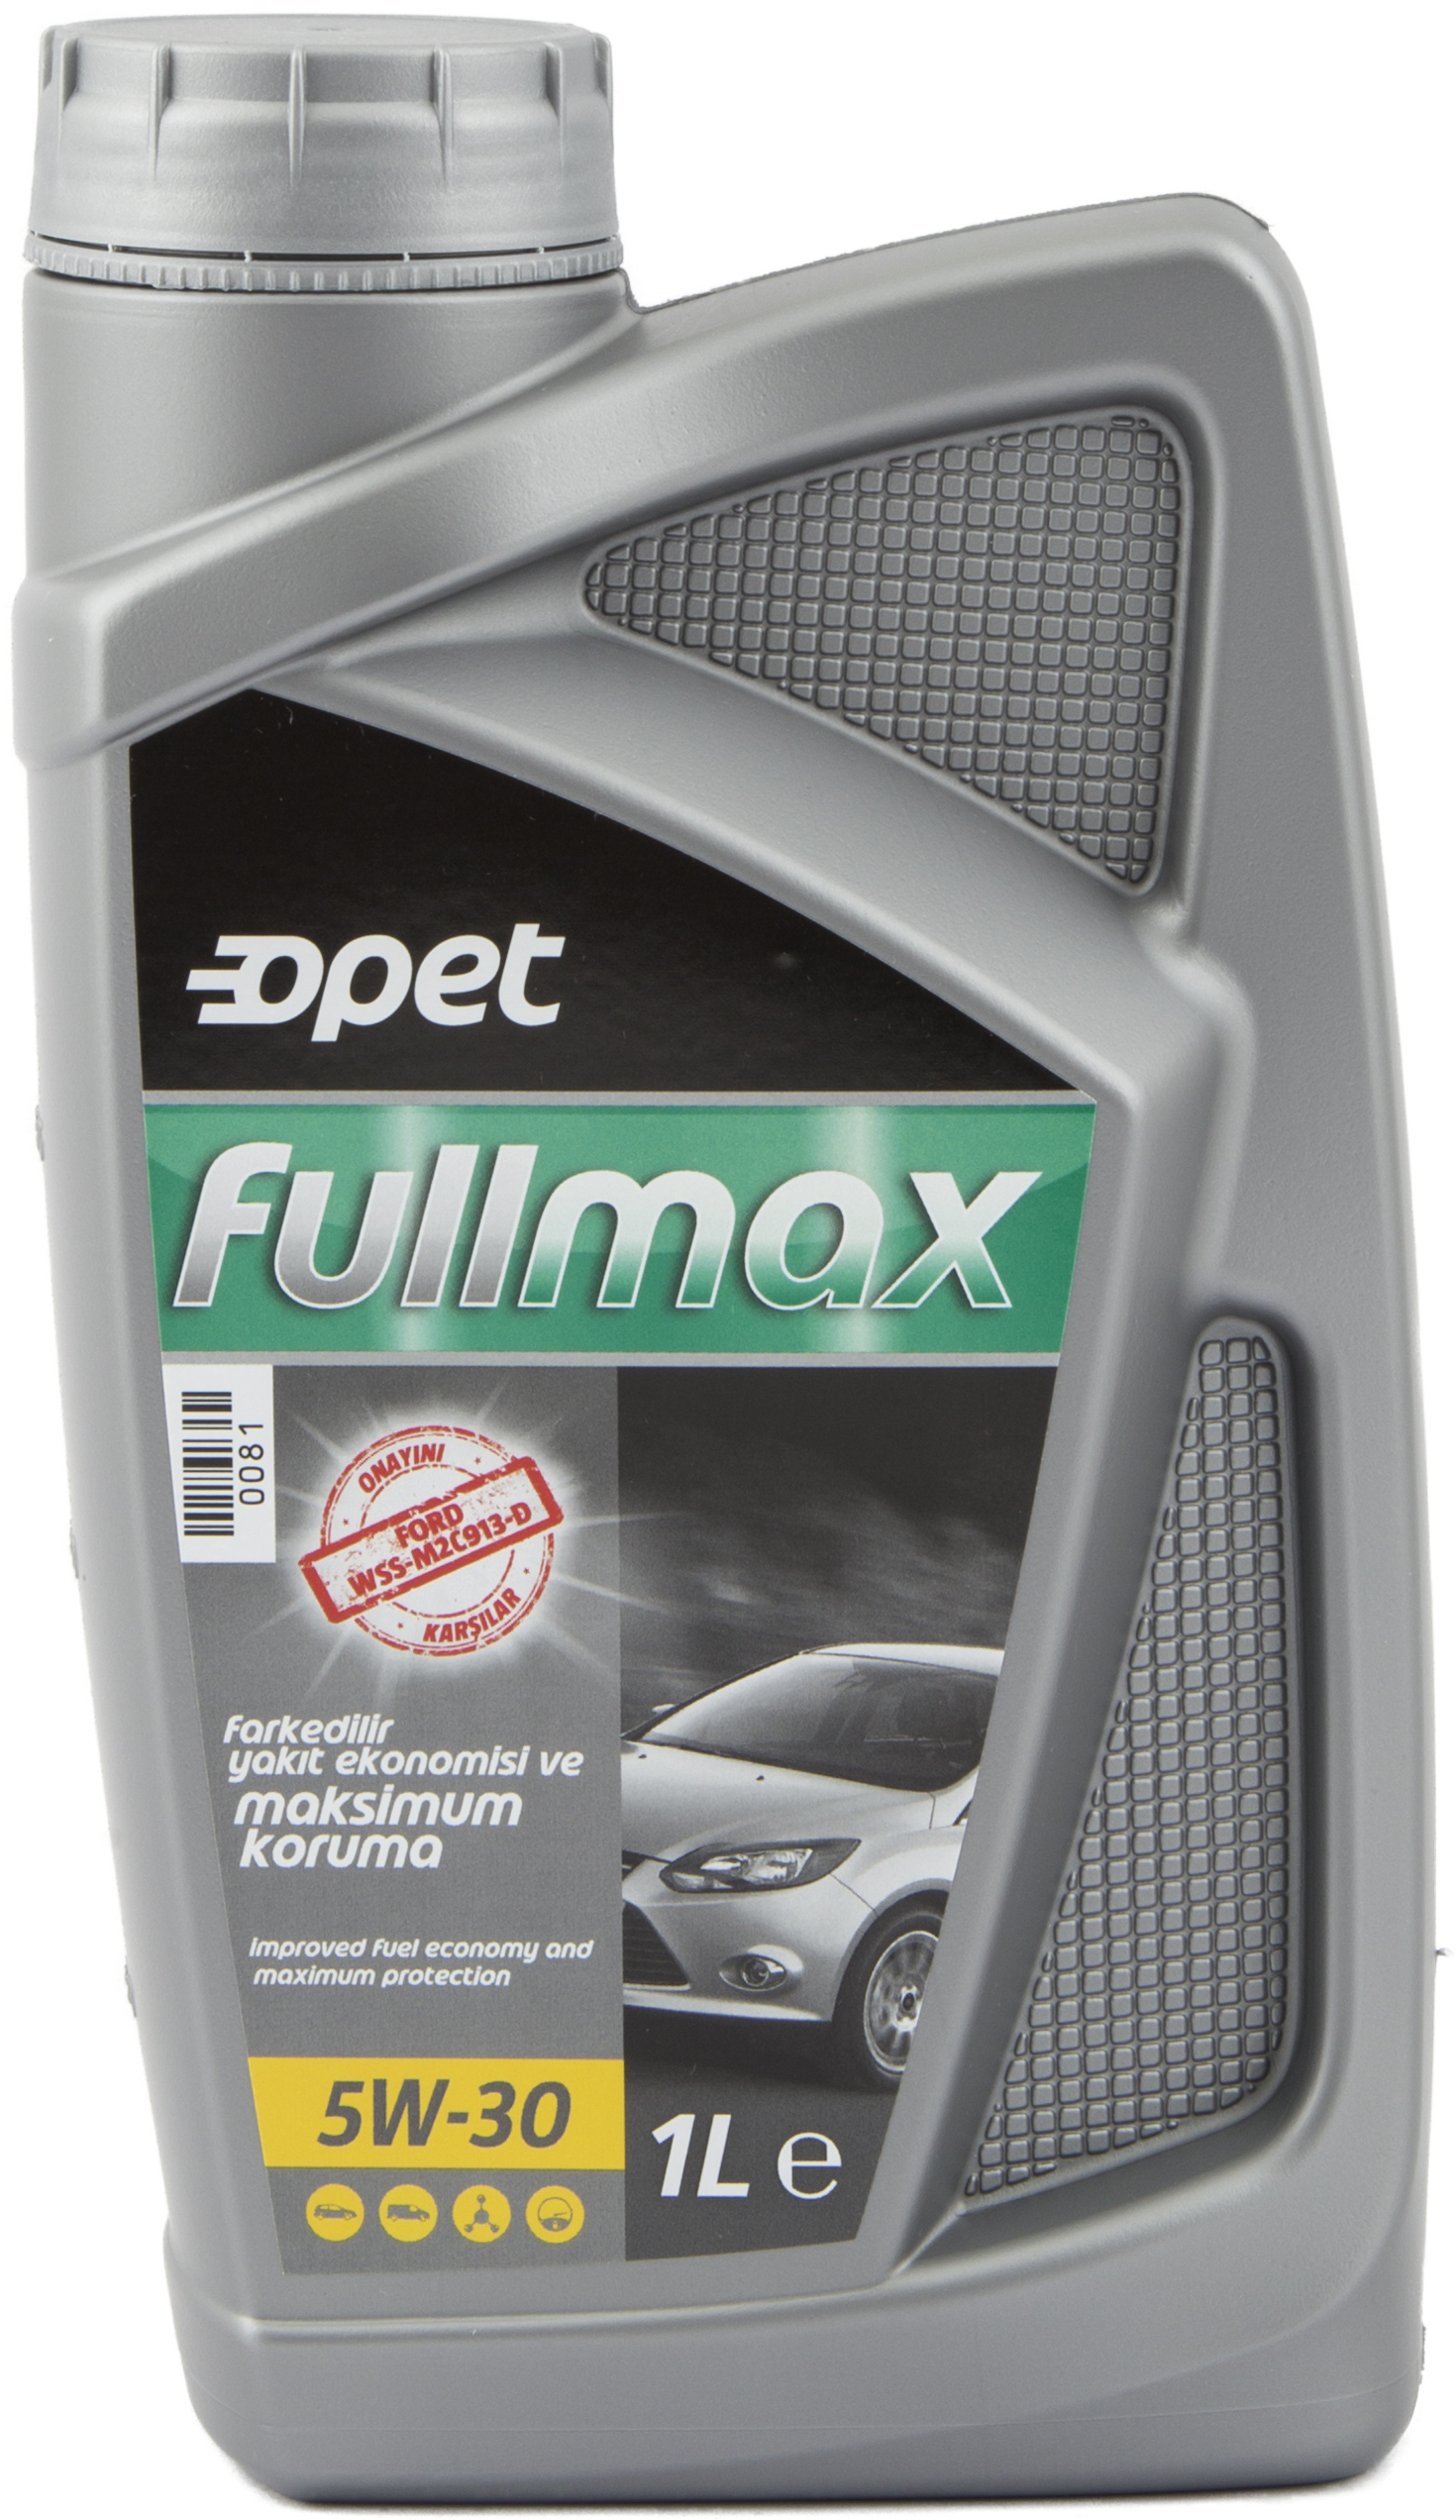 opet
fullmax
0081
ONAYINI
FORD
WSS-M2C913-D
KARŞILAR
farkedilir
yakıt ekonomisi ve
maksimum
koruma
improved fuel economy and
maximum protection
5W-30
1L e